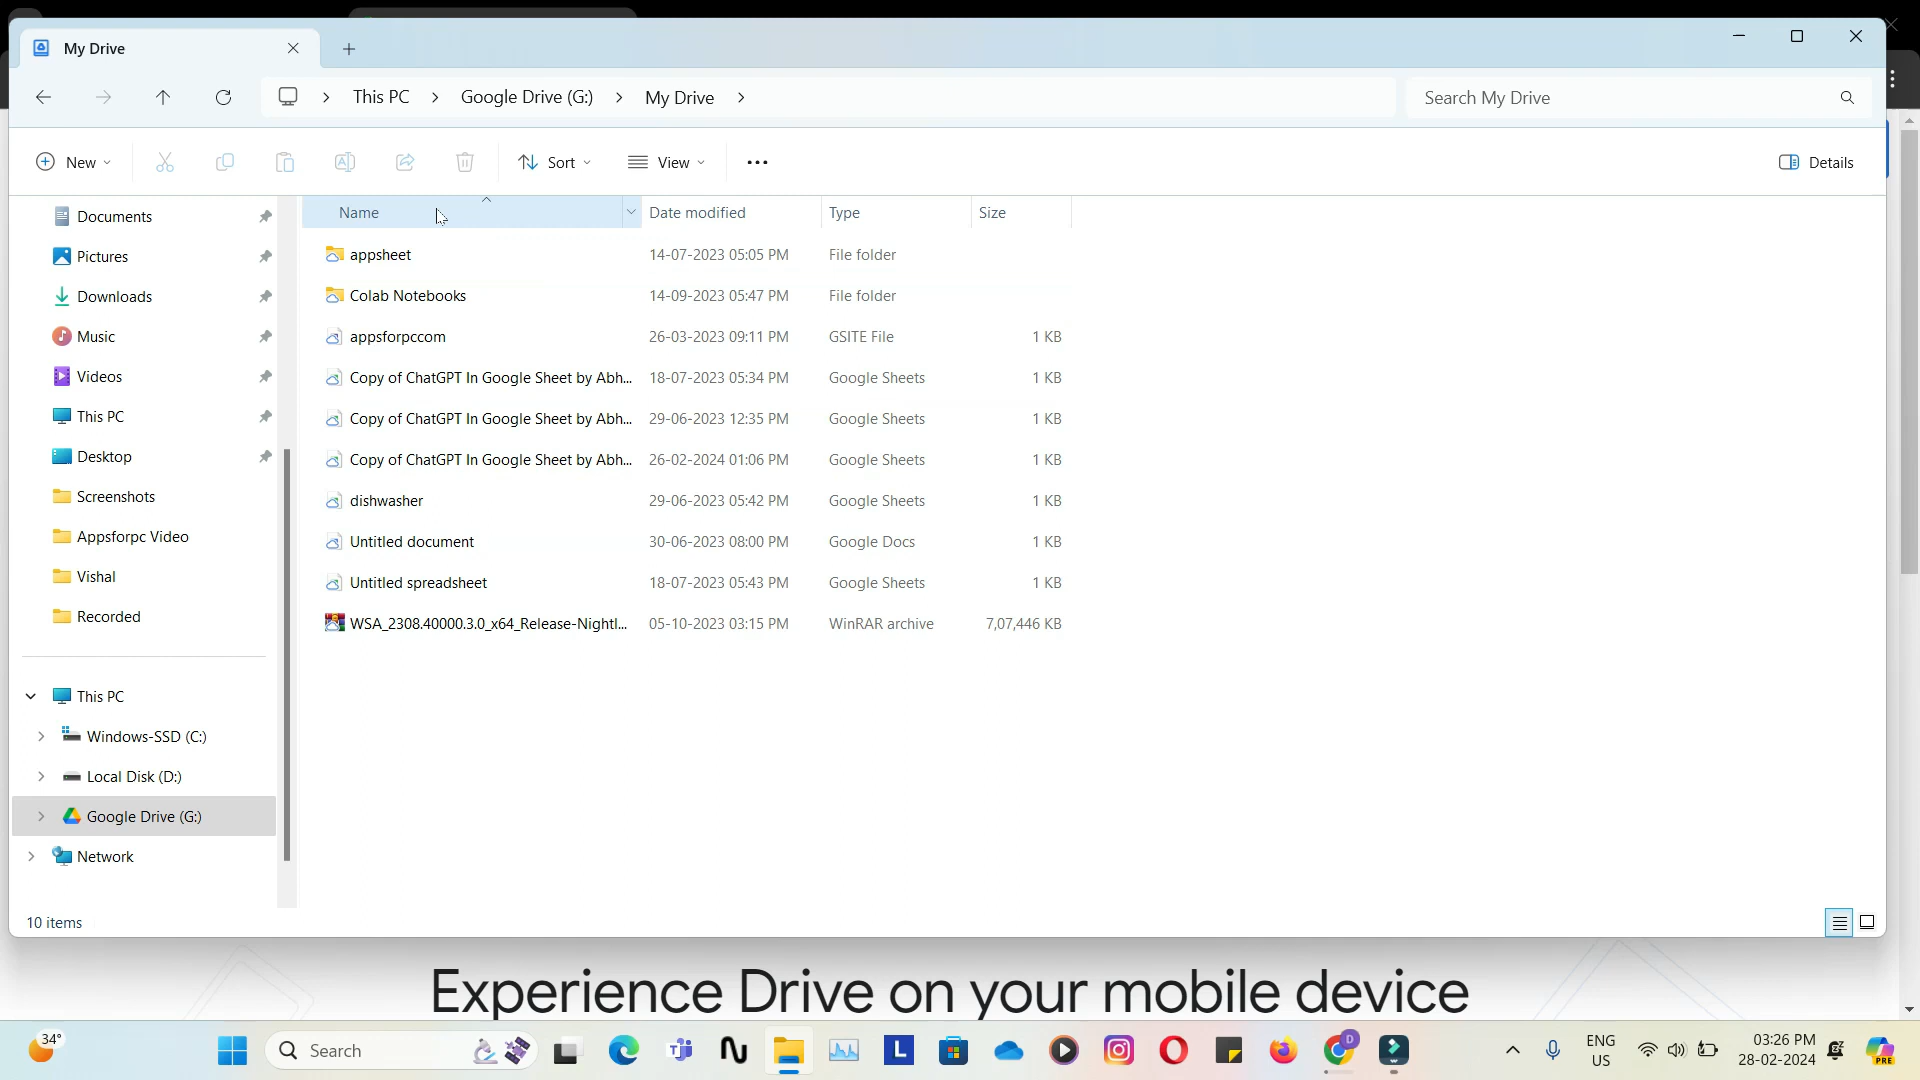 My Drive
This PC > Google Drive (G:) > My Drive >
Search My Drive
New
Sort
View
Details
Documents
Pictures
Downloads
Music
Videos
This PC
Desktop
Screenshots
Appsforpc Video
Vishal
Recorded
This PC
Windows-SSD (C:)
Local Disk (D:)
Google Drive (G:)
Network
Name Date modified Type Size
appsheet 14-07-2023 05:05 PM File folder
Colab Notebooks 14-09-2023 05:47 PM File folder
appsforpccom 26-03-2023 09:11 PM GSITE File 1 KB
Copy of ChatGPT In Google Sheet by Abh... 18-07-2023 05:34 PM Google Sheets 1 KB
Copy of ChatGPT In Google Sheet by Abh... 29-06-2023 12:35 PM Google Sheets 1 KB
Copy of ChatGPT In Google Sheet by Abh... 26-02-2024 01:06 PM Google Sheets 1 KB
dishwasher 29-06-2023 05:42 PM Google Sheets 1 KB
Untitled document 30-06-2023 08:00 PM Google Docs 1 KB
Untitled spreadsheet 18-07-2023 05:43 PM Google Sheets 1 KB
WSA_2308.40000.3.0_x64_Release-Nightl... 05-10-2023 03:15 PM WinRAR archive 7,07,446 KB
10 items
Experience Drive on your mobile device
34°
Search
L
D
ENG
US
03:26 PM
28-02-2024
PRE